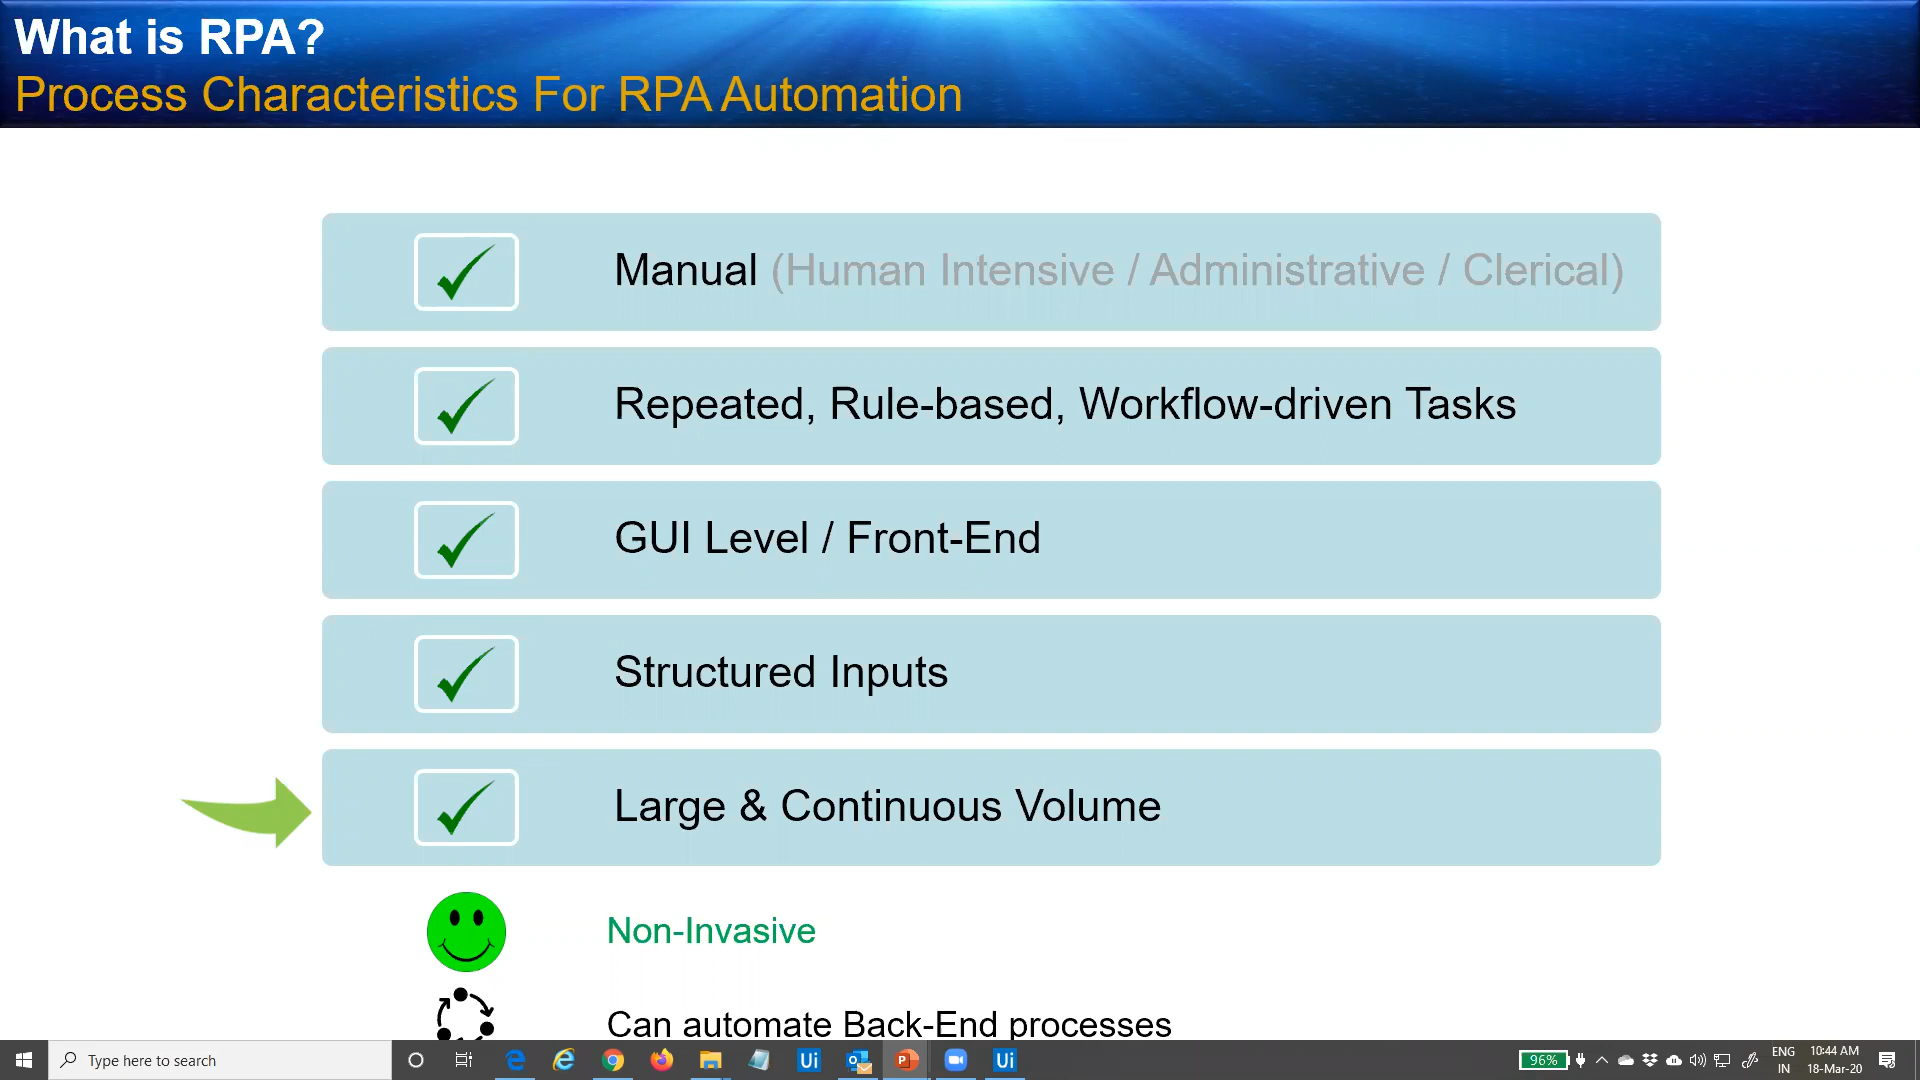 What is RPA?
Process Characteristics For RPA Automation
Manual (Human Intensive / Administrative / Clerical)
Repeated, Rule-based, Workflow-driven Tasks
GUI Level / Front-End
Structured Inputs
Large & Continuous Volume
Non-Invasive
Can automate Back-End processes
Type here to search
Ui
Ui
96%
ENG
IN
10:44 AM
18-Mar-20